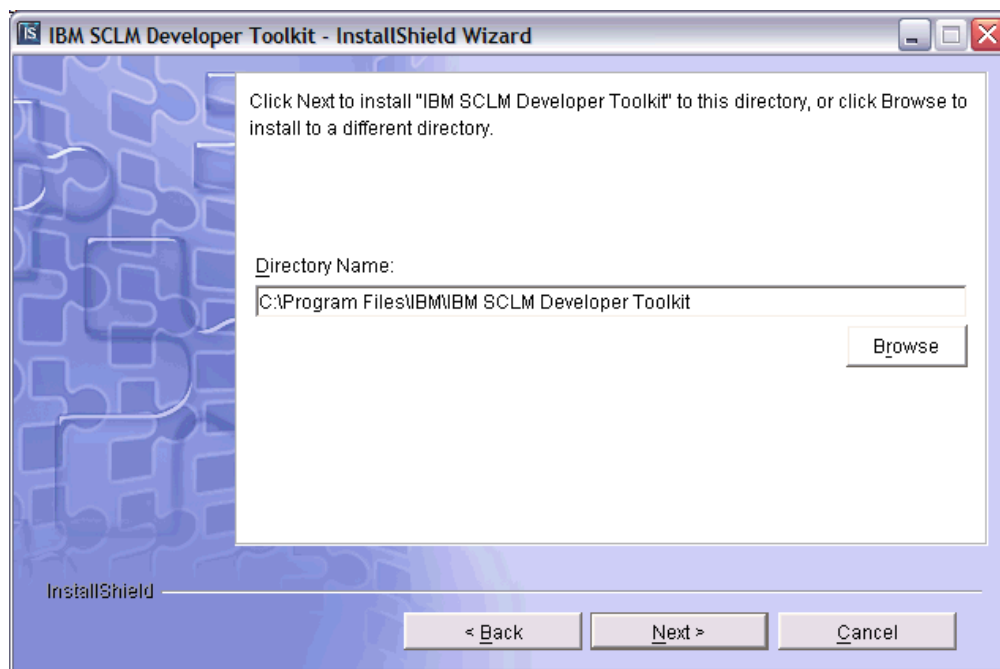 IS IBM SCLM Developer Toolkit - InstallShield Wizard
Click Next to install "IBM SCLM Developer Toolkit" to this directory, or click Browse to
install to a different directory.
Directory Name:
C:\Program Files\IBM\IBM SCLM Developer Toolkit
Browse
InstallShield
< Back Next > Cancel